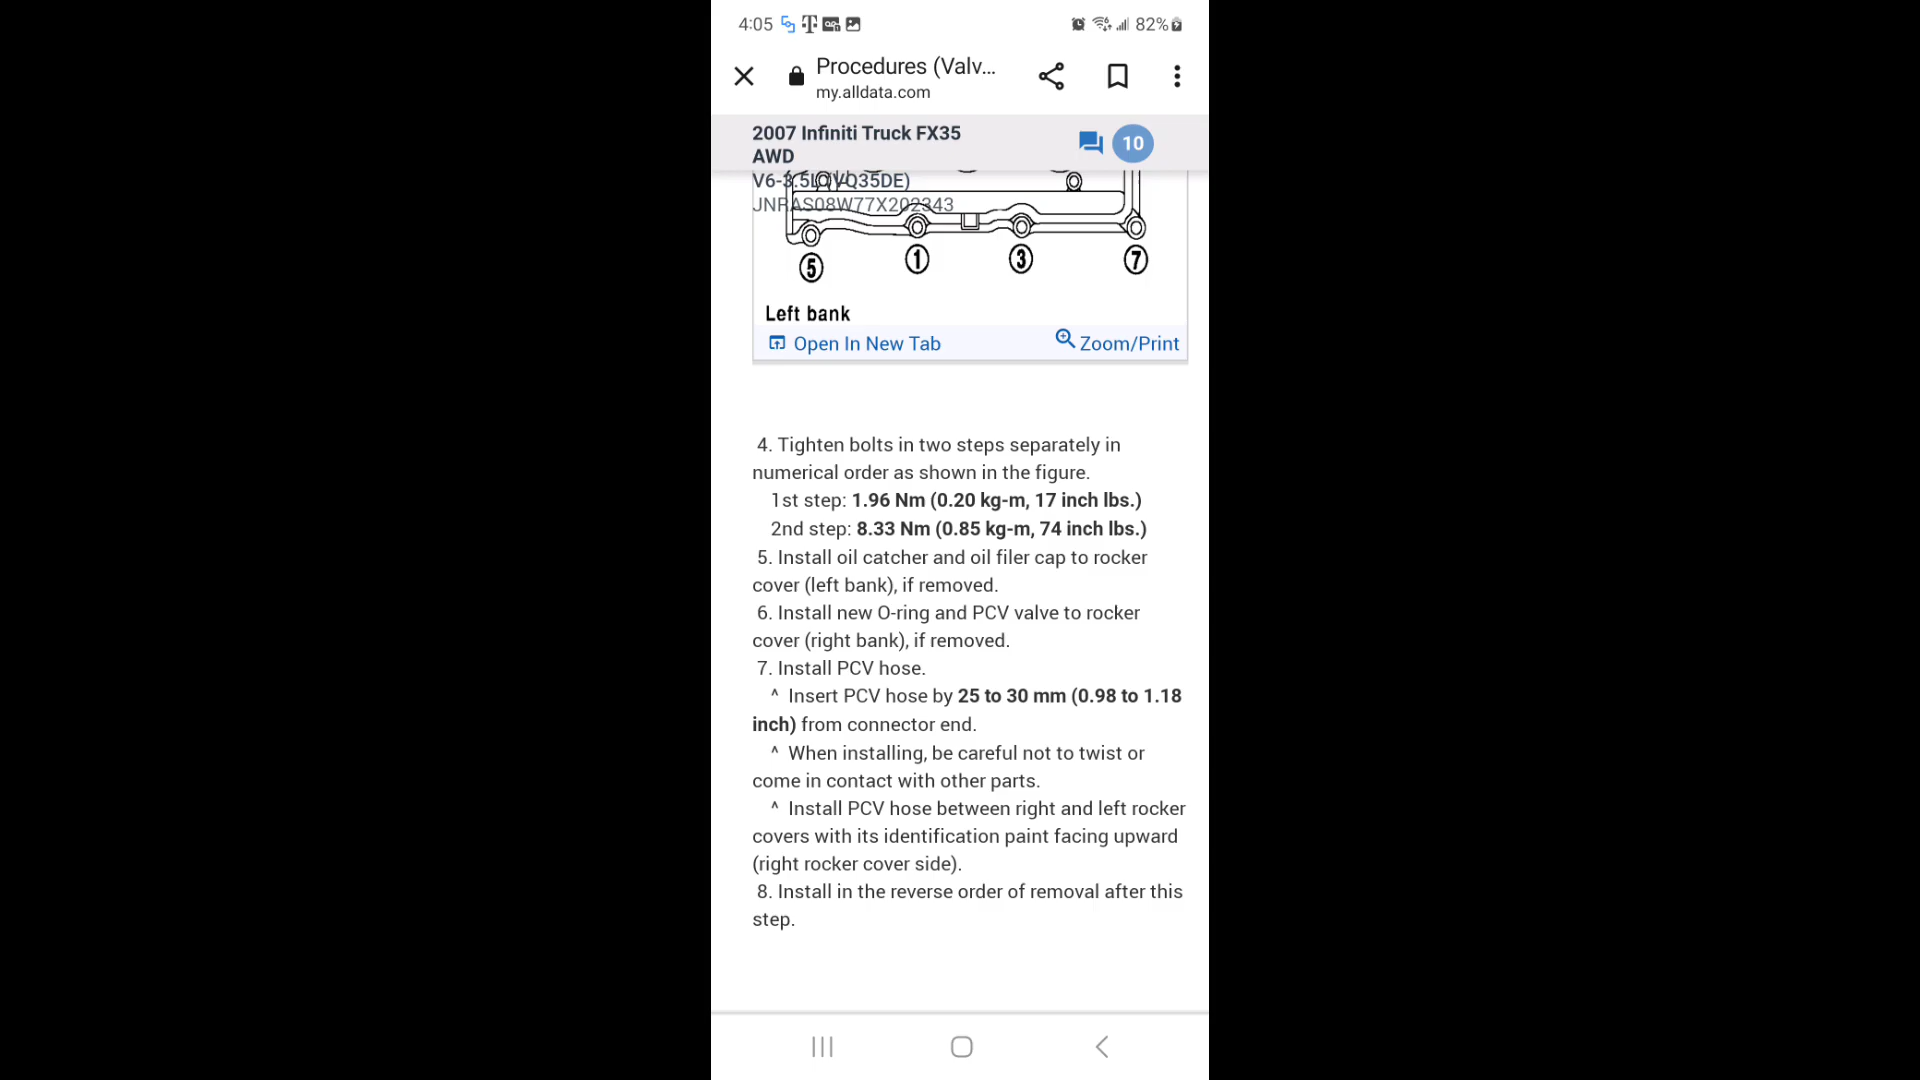 4:05
82%
Procedures (Valv...
my.alldata.com
2007 Infiniti Truck FX35
AWD
10
V6-3.5L (VQ35DE)
JNRAS08W77X202343
5 1 3 7
Left bank
Open In New Tab Zoom/Print
4. Tighten bolts in two steps separately in
numerical order as shown in the figure.
1st step: 1.96 Nm (0.20 kg-m, 17 inch lbs.)
2nd step: 8.33 Nm (0.85 kg-m, 74 inch lbs.)
5. Install oil catcher and oil filer cap to rocker
cover (left bank), if removed.
6. Install new O-ring and PCV valve to rocker
cover (right bank), if removed.
7. Install PCV hose.
^ Insert PCV hose by 25 to 30 mm (0.98 to 1.18
inch) from connector end.
^ When installing, be careful not to twist or
come in contact with other parts.
^ Install PCV hose between right and left rocker
covers with its identification paint facing upward
(right rocker cover side).
8. Install in the reverse order of removal after this
step.